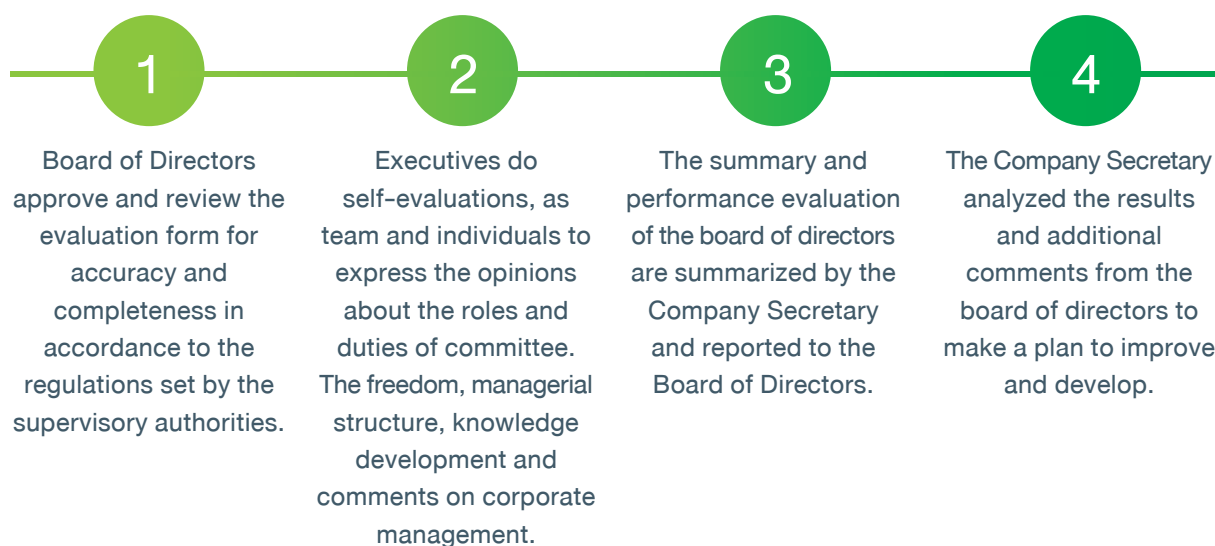 1
Board of Directors
approve and review the
evaluation form for
accuracy and
completeness in
accordance to the
regulations set by the
supervisory authorities.
2
Executives do
self-evaluations, as
team and individuals to
express the opinions
about the roles and
duties of committee.
The freedom, managerial
structure, knowledge
development and
comments on corporate
management.
3
The summary and
performance evaluation
of the board of directors
are summarized by the
Company Secretary
and reported to the
Board of Directors.
4
The Company Secretary
analyzed the results
and additional
comments from the
board of directors to
make a plan to improve
and develop.